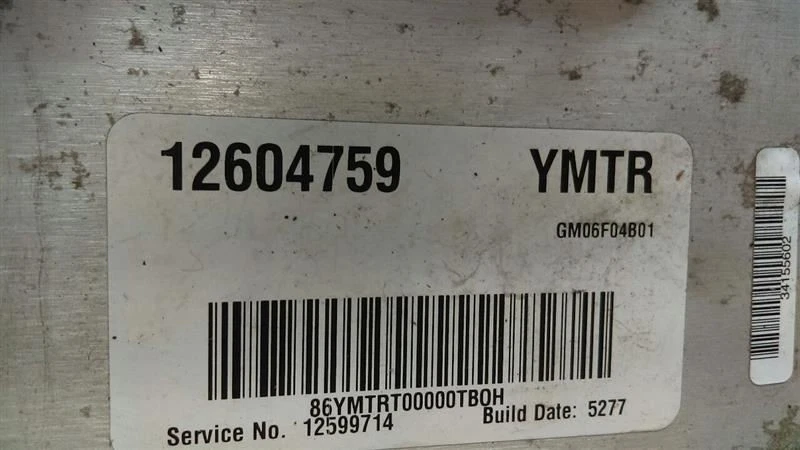 12604759 YMTR
GM06F04B01
86YMTRT00000TBOH
Service No. 12599714 Build Date: 5277
34155602